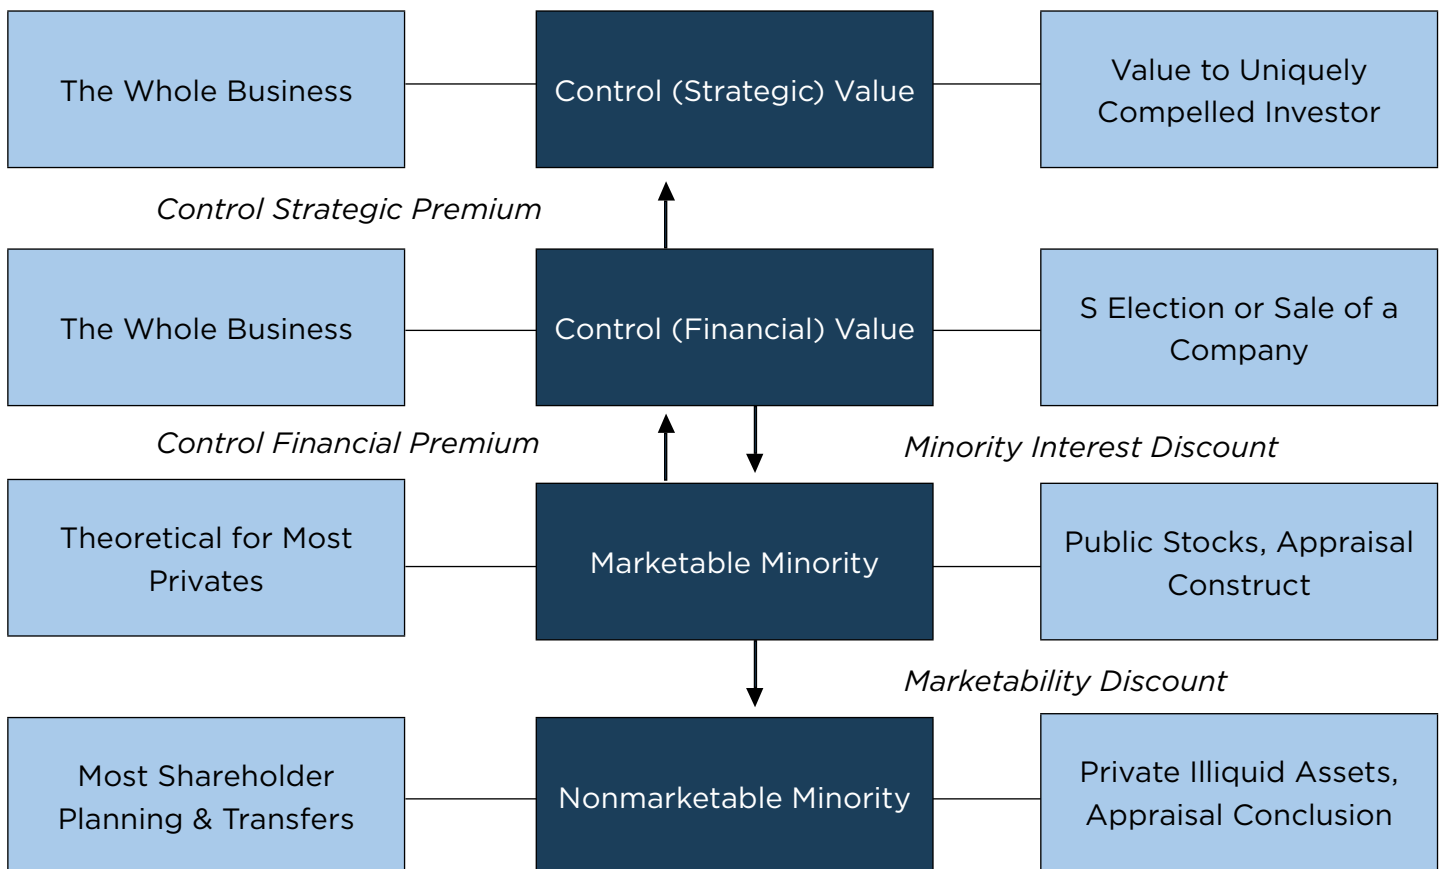 The Whole Business
Control (Strategic) Value
Value to Uniquely
Compelled Investor
Control Strategic Premium
The Whole Business
Control (Financial) Value
S Election or Sale of a
Company
Control Financial Premium
Minority Interest Discount
Theoretical for Most
Privates
Marketable Minority
Public Stocks, Appraisal
Construct
Marketability Discount
Most Shareholder
Planning & Transfers
Nonmarketable Minority
Private Illiquid Assets,
Appraisal Conclusion